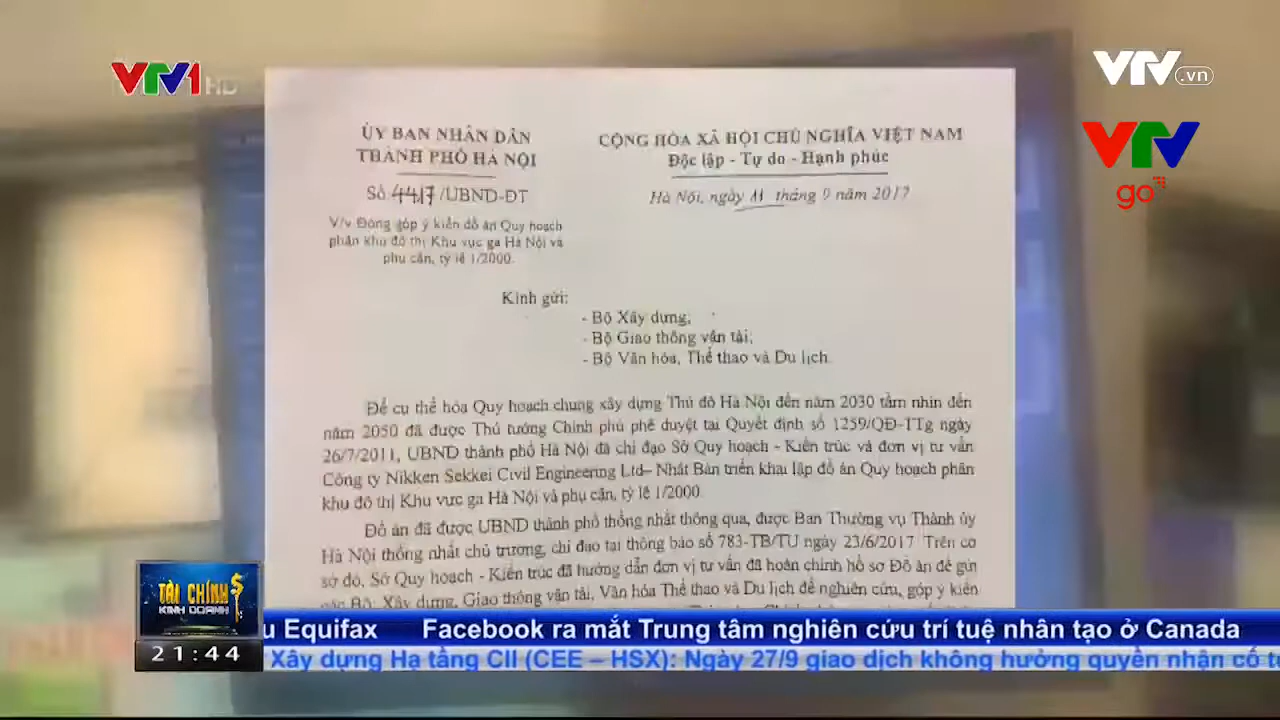 VTV1 HD
VTV.vn
VTV
go
ỦY BAN NHÂN DÂN
THÀNH PHỐ HÀ NỘI
Số: 4417/UBND-ĐT
V/v Đóng góp ý kiến đồ án Quy hoạch
phân khu đô thị Khu vực ga Hà Nội và
phụ cận, tỷ lệ 1/2000.
CỘNG HÒA XÃ HỘI CHỦ NGHĨA VIỆT NAM
Độc lập - Tự do - Hạnh phúc
Hà Nội, ngày 11 tháng 9 năm 2017
Kính gửi:
- Bộ Xây dựng;
- Bộ Giao thông vận tải;
- Bộ Văn hóa, Thể thao và Du lịch.
Để cụ thể hóa Quy hoạch chung xây dựng Thủ đô Hà Nội đến năm 2030 tầm nhìn đến
năm 2050 đã được Thủ tướng Chính phủ phê duyệt tại Quyết định số 1259/QĐ-TTg ngày
26/7/2011, UBND thành phố Hà Nội đã chỉ đạo Sở Quy hoạch - Kiến trúc và đơn vị tư vấn
Công ty Nikken Sekkei Civil Engineering Ltd– Nhật Bản triển khai lập đồ án Quy hoạch phân
khu đô thị Khu vực ga Hà Nội và phụ cận, tỷ lệ 1/2000.
Đồ án đã được UBND thành phố thống nhất thông qua, được Ban Thường vụ Thành ủy
Hà Nội thống nhất chủ trương, chỉ đạo tại thông báo số 783-TB/TU ngày 23/6/2017. Trên cơ
sở đó, Sở Quy hoạch - Kiến trúc đã hướng dẫn đơn vị tư vấn đã hoàn chỉnh hồ sơ Đồ án để gửi
các Bộ: Xây dựng, Giao thông vận tải, Văn hóa Thể thao và Du lịch để nghiên cứu, góp ý kiến
TÀI CHÍNH
KINH DOANH
21:44
u Equifax Facebook ra mắt Trung tâm nghiên cứu trí tuệ nhân tạo ở Canada
Xây dựng Hạ tầng CII (CEE – HSX): Ngày 27/9 giao dịch không hưởng quyền nhận cổ t